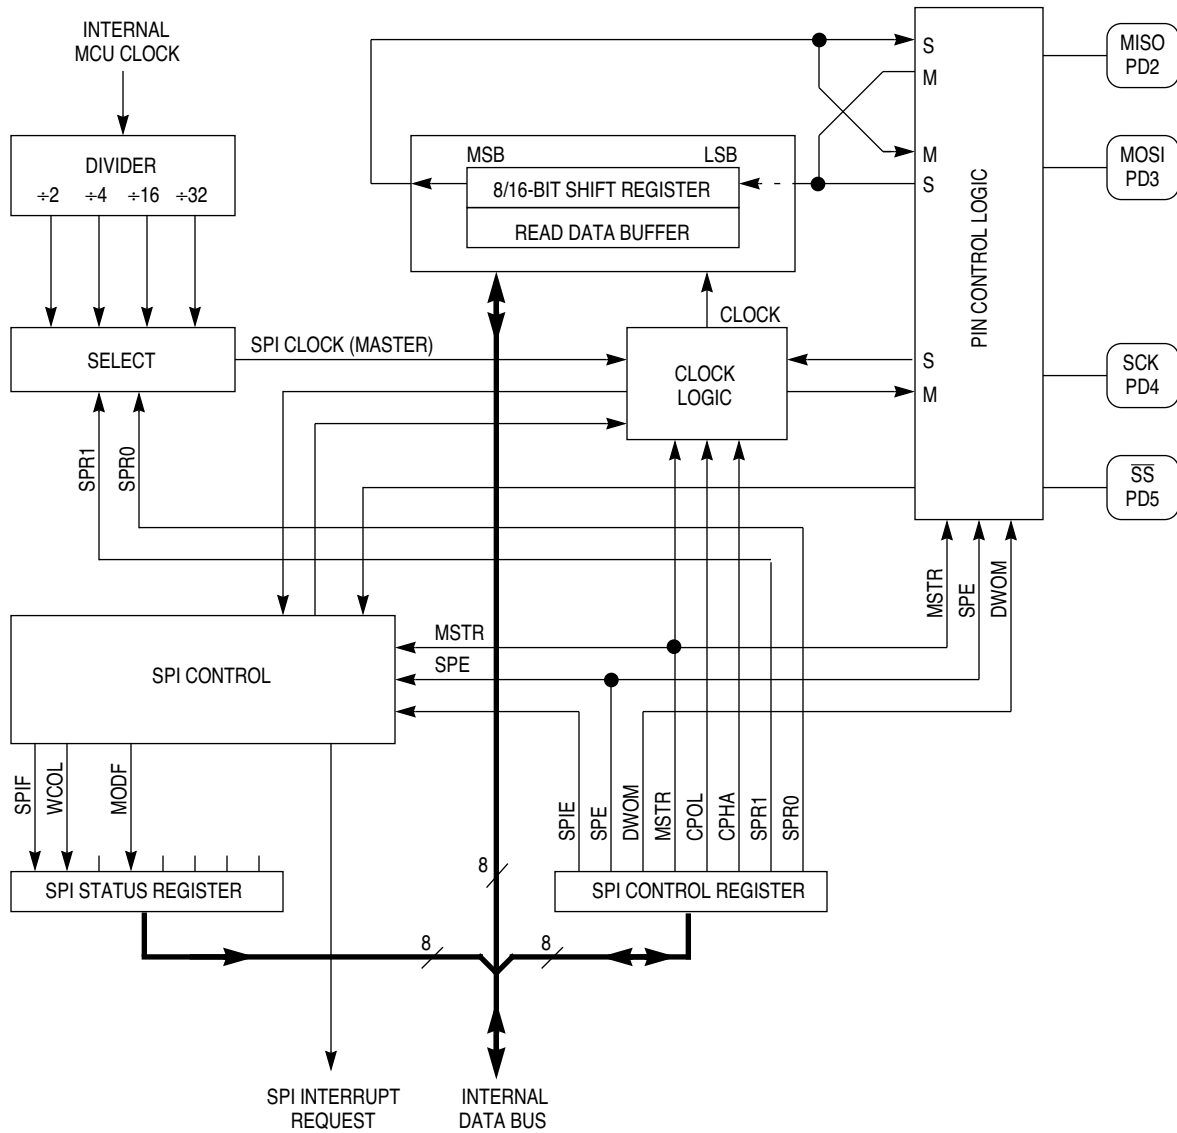 INTERNAL
MCU CLOCK
DIVIDER
÷2 ÷4 ÷16 ÷32
SELECT
SPI CLOCK (MASTER)
SPR1
SPR0
MSB LSB
8/16-BIT SHIFT REGISTER
READ DATA BUFFER
CLOCK
CLOCK
LOGIC
S
M
M
S
S
M
PIN CONTROL LOGIC
MISO
PD2
MOSI
PD3
SCK
PD4
SS
PD5
MSTR
SPE
DWOM
MSTR
SPE
SPI CONTROL
SPIF
WCOL
MODF
SPI STATUS REGISTER
SPIE
SPE
DWOM
MSTR
CPOL
CPHA
SPR1
SPR0
SPI CONTROL REGISTER
8
8
8
SPI INTERRUPT
REQUEST
INTERNAL
DATA BUS